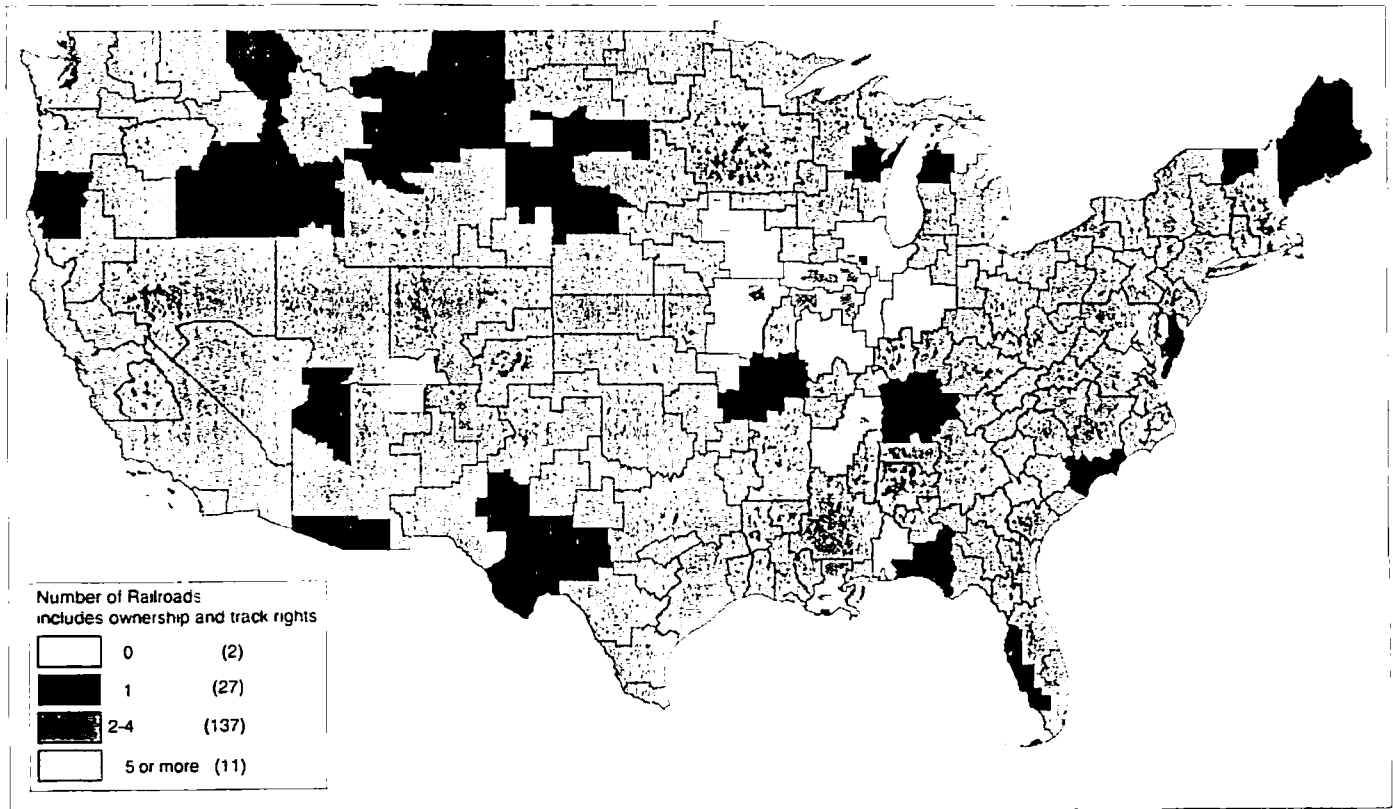 Number of Railroads
includes ownership and track rights
0 (2)
1 (27)
2-4 (137)
5 or more (11)